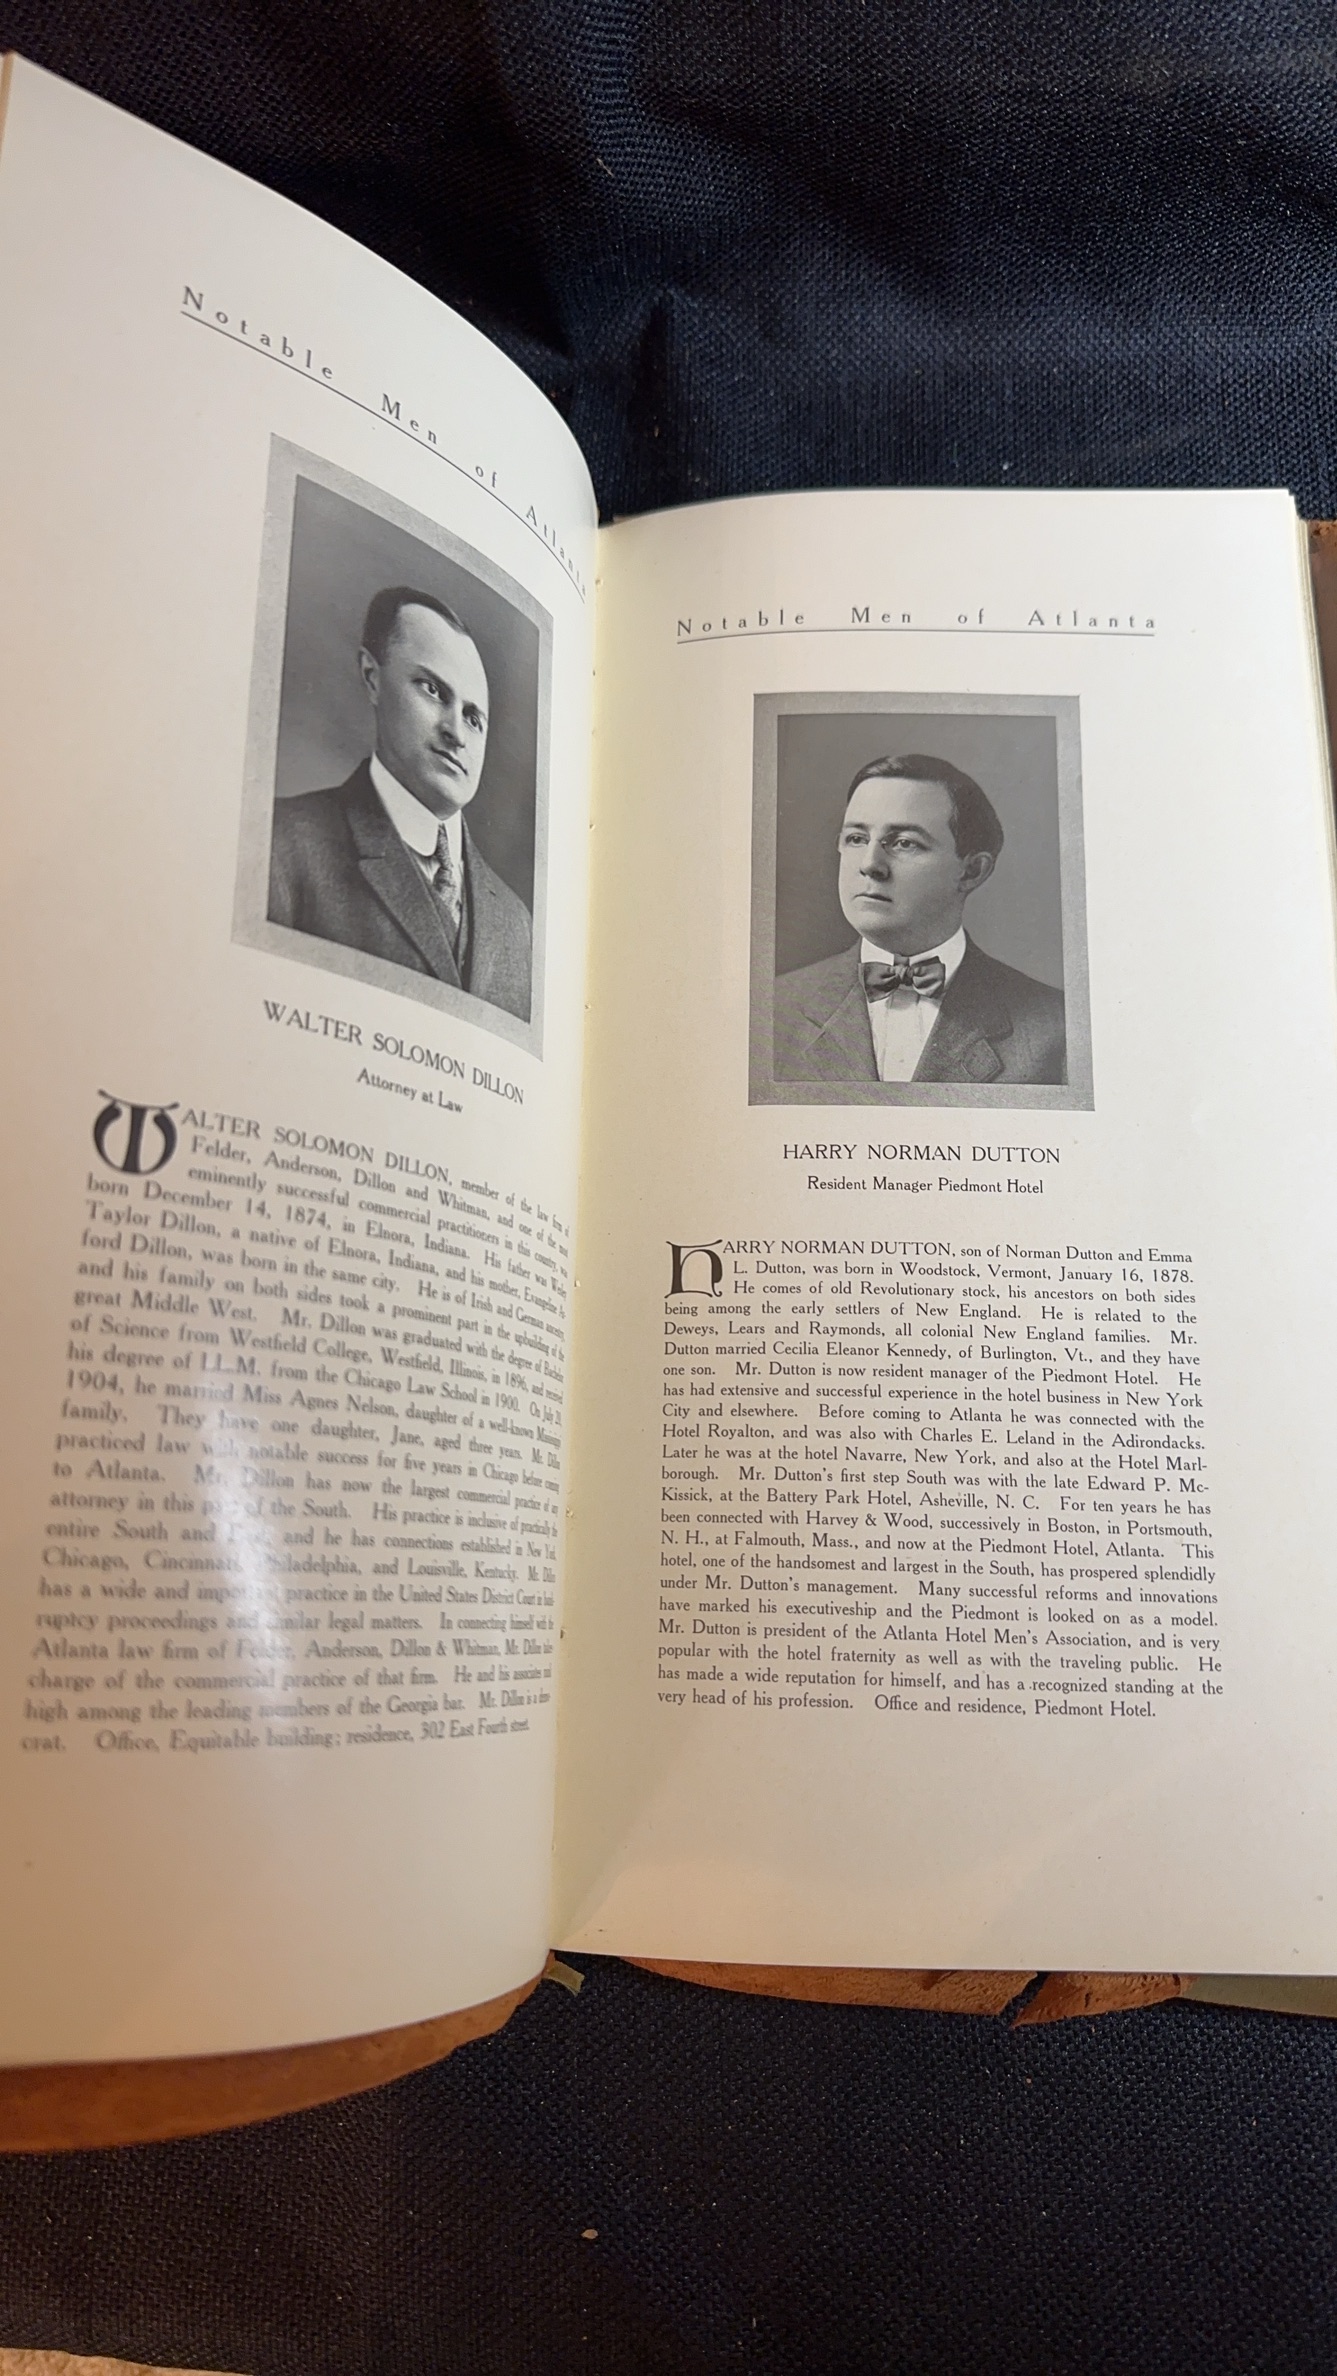 Notable Men of Atlanta
WALTER SOLOMON DILLON
Attorney at Law
WALTER SOLOMON DILLON, member of the law firm of
Felder, Anderson, Dillon and Whitman, and one of the most
eminently successful commercial practitioners in this country, was
born December 14, 1874, in Elnora, Indiana. His father was
Taylor Dillon, a native of Elnora, Indiana, and his mother,
ford Dillon, was born in the same city. He is of Irish and German ancestry,
and his family on both sides took a prominent part in the upbuilding of the
great Middle West. Mr. Dillon was graduated with the degree of Bachelor
of Science from Westfield College, Westfield, Illinois, in 1896, and received
his degree of LL.M. from the Chicago Law School in 1900. On July
1904, he married Miss Agnes Nelson, daughter of a well-known
family. They have one daughter, Jane, aged three years. Mr. Dillon
practiced law with notable success for five years in Chicago before coming
to Atlanta. Mr. Dillon has now the largest commercial practice of any
attorney in this part of the South. His practice is inclusive of practically the
entire South and and he has connections established in New York,
Chicago, Cincinnati, Philadelphia, and Louisville, Kentucky. Mr. Dillon
has a wide and important practice in the United States District Court in bank-
ruptcy proceedings and similar legal matters. In connecting himself with the
Atlanta law firm of Felder, Anderson, Dillon & Whitman, Mr. Dillon takes
charge of the commercial practice of that firm. He and his associates rank
high among the leading members of the Georgia bar. Mr. Dillon is a demo-
crat. Office, Equitable building; residence, 302 East Fourth street.
Notable Men of Atlanta
HARRY NORMAN DUTTON
Resident Manager Piedmont Hotel
HARRY NORMAN DUTTON, son of Norman Dutton and Emma
L. Dutton, was born in Woodstock, Vermont, January 16, 1878.
He comes of old Revolutionary stock, his ancestors on both sides
being among the early settlers of New England. He is related to the
Deweys, Lears and Raymonds, all colonial New England families. Mr.
Dutton married Cecilia Eleanor Kennedy, of Burlington, Vt., and they have
one son. Mr. Dutton is now resident manager of the Piedmont Hotel. He
has had extensive and successful experience in the hotel business in New York
City and elsewhere. Before coming to Atlanta he was connected with the
Hotel Royalton, and was also with Charles E. Leland in the Adirondacks.
Later he was at the hotel Navarre, New York, and also at the Hotel Marl-
borough. Mr. Dutton's first step South was with the late Edward P. Mc-
Kissick, at the Battery Park Hotel, Asheville, N. C. For ten years he has
been connected with Harvey & Wood, successively in Boston, in Portsmouth,
N. H., at Falmouth, Mass., and now at the Piedmont Hotel, Atlanta. This
hotel, one of the handsomest and largest in the South, has prospered splendidly
under Mr. Dutton's management. Many successful reforms and innovations
have marked his executiveship and the Piedmont is looked on as a model.
Mr. Dutton is president of the Atlanta Hotel Men's Association, and is very
popular with the hotel fraternity as well as with the traveling public. He
has made a wide reputation for himself, and has a recognized standing at the
very head of his profession. Office and residence, Piedmont Hotel.